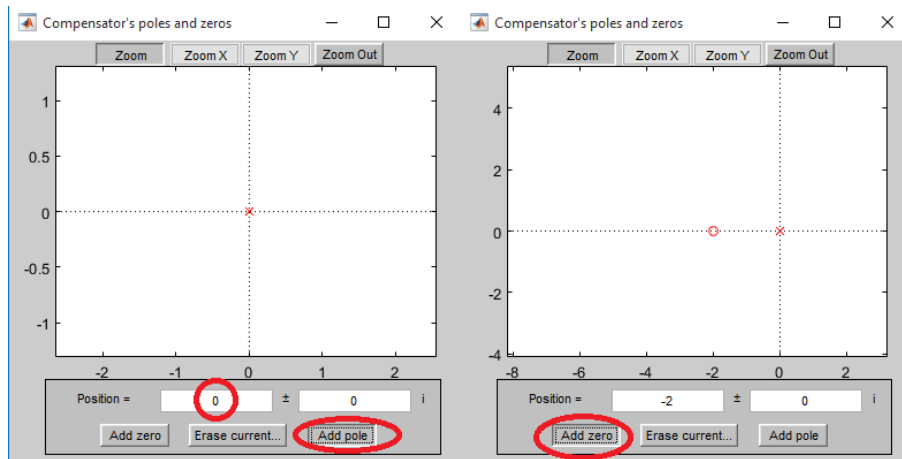 Compensator's poles and zeros
Zoom Zoom X Zoom Y Zoom Out
1
0.5
0
-0.5
-1
-2 -1 0 1 2
Position = 0 ± 0 i
Add zero Erase current... Add pole
Compensator's poles and zeros
Zoom Zoom X Zoom Y Zoom Out
4
2
0
-2
-4
-8 -6 -4 -2 0 2
Position = -2 ± 0 i
Add zero Erase current... Add pole